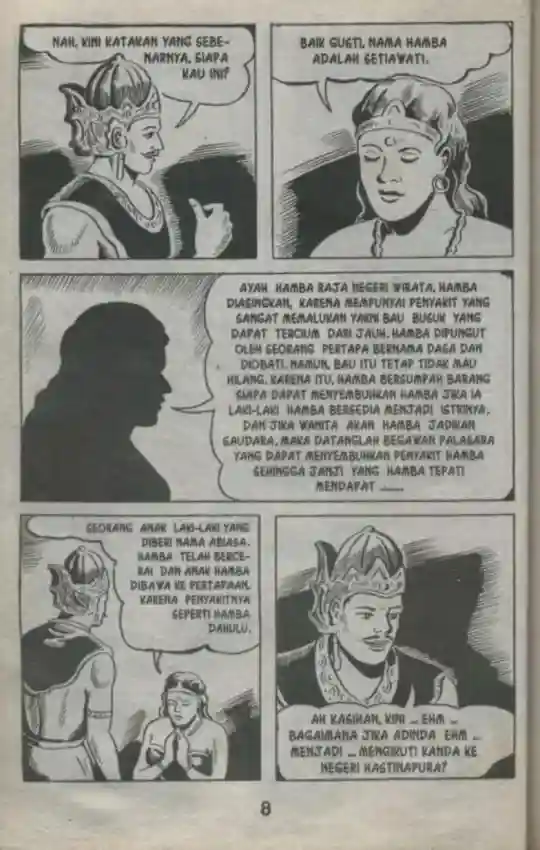 NAH, KINI KATAKAN YANG SEBE-
NARNYA, SIAPA
KAU INI?
BAIK GUSTI, NAMA HAMBA
ADALAH SETIAWATI.
AYAH HAMBA RAJA NEGERI WIRATA. HAMBA
DIASINGKAN, KARENA MEMPUNYAI PENYAKIT YANG
SANGAT MEMALUKAN YAKNI BAU BUSUK YANG
DAPAT TERCIUM DARI JAUH. HAMBA DIPUNGUT
OLEH SEORANG PERTAPA BERNAMA DASA DAN
DIOBATI. NAMUN, BAU ITU TETAP TIDAK MAU
HILANG. KARENA ITU, HAMBA BERSUMPAH BARANG
SIAPA DAPAT MENYEMBUHKAN HAMBA JIKA IA
LAKI-LAKI HAMBA BERSEDIA MENJADI ISTRINYA,
DAN JIKA WANITA AKAN HAMBA JADIKAN
SAUDARA. MAKA DATANGLAH BEGAWAN PALASARA
YANG DAPAT MENYEMBUHKAN PENYAKIT HAMBA
SEHINGGA JANJI YANG HAMBA TEPATI
MENDAPAT .......
SEORANG ANAK LAKI-LAKI YANG
DIBERI NAMA ABIASA.
HAMBA TELAH BERCE-
RAI DAN ANAK HAMBA
DIBAWA KE PERTAPAAN,
KARENA PENYAKITNYA
SEPERTI HAMBA
DAHULU.
AH KASIHAN, KINI ... EHM ...
BAGAIMANA JIKA ADINDA EHM ...
MENJADI ... MENGIKUTI KANDA KE
NEGERI HASTINAPURA?
8